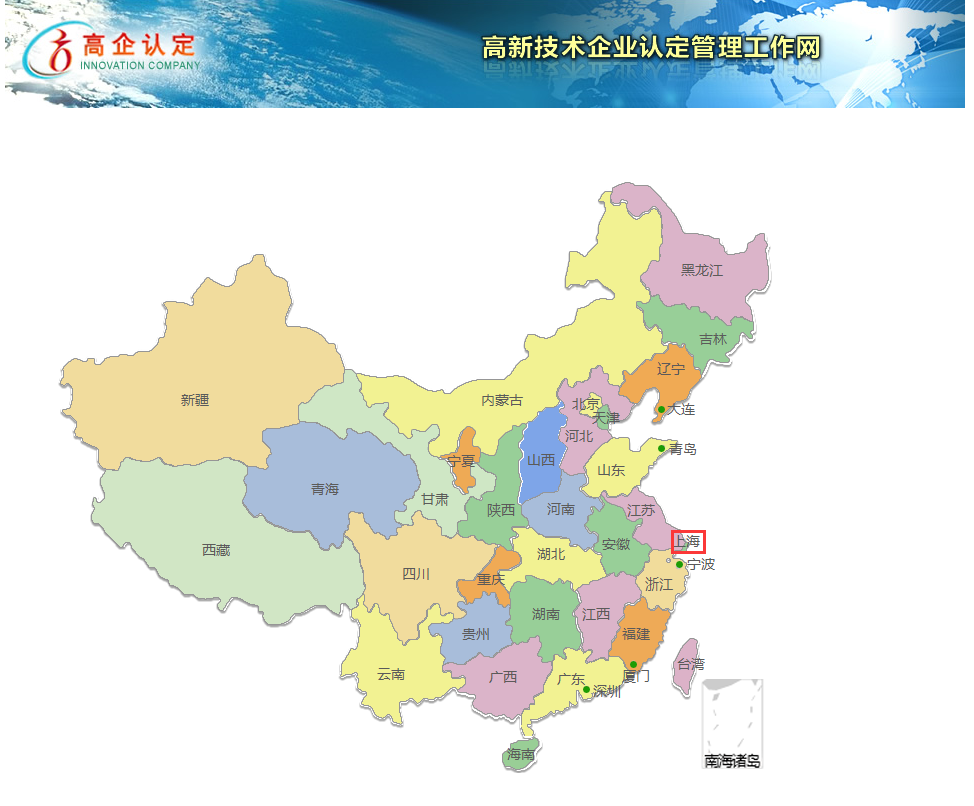 高企认定
INNOVATION COMPANY
高新技术企业认定管理工作网
黑龙江
吉林
辽宁
新疆
内蒙古
北京
大连
天津
河北
青岛
宁夏
山西
山东
青海
甘肃
陕西
河南
江苏
上海
安徽
西藏
湖北
宁波
四川
重庆
浙江
湖南
江西
贵州
福建
台湾
云南
广西
广东
厦门
深圳
海南
南海诸岛